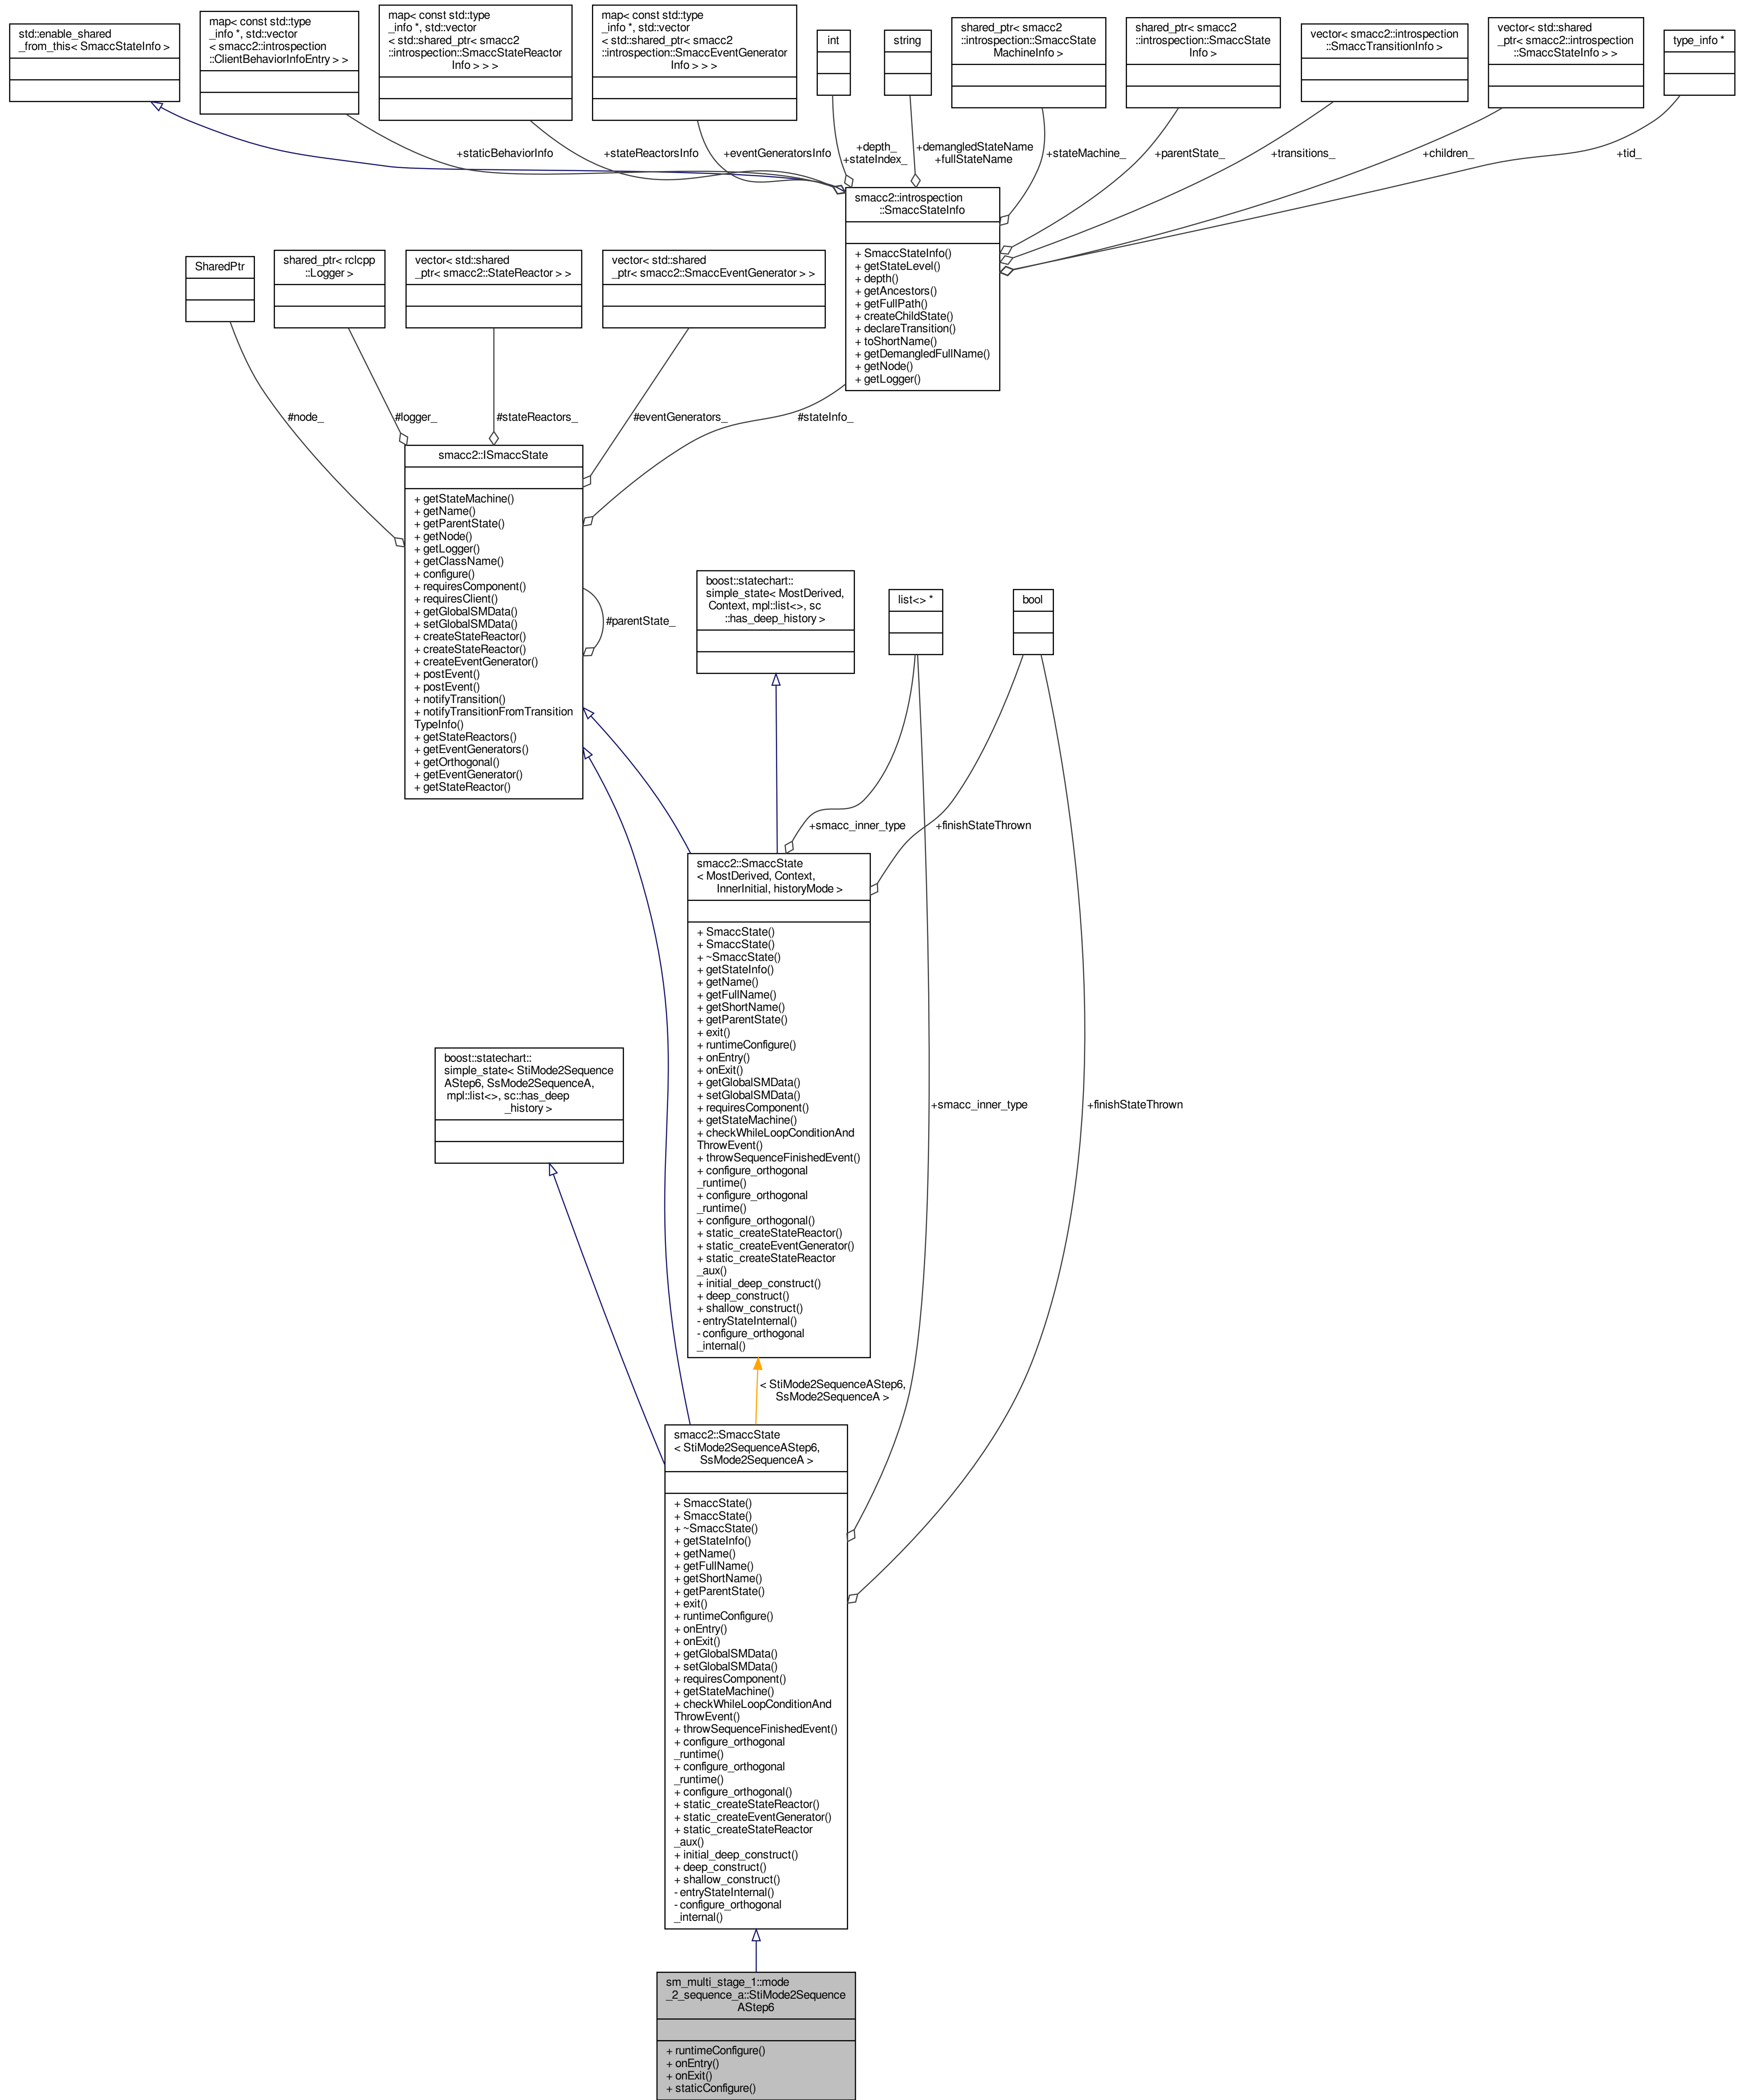 std::enable_shared
_from_this< SmaccStateInfo >
map< const std::type
_info *, std::vector
< smacc2::introspection
::ClientBehaviorInfoEntry > >
map< const std::type
_info *, std::vector
< std::shared_ptr< smacc2
::introspection::SmaccStateReactor
Info > > >
map< const std::type
_info *, std::vector
< std::shared_ptr< smacc2
::introspection::SmaccEventGenerator
Info > > >
int
string
shared_ptr< smacc2
::introspection::SmaccState
MachineInfo >
shared_ptr< smacc2
::introspection::SmaccState
Info >
vector< smacc2::introspection
::SmaccTransitionInfo >
vector< std::shared
_ptr< smacc2::introspection
::SmaccStateInfo > >
type_info *
+staticBehaviorInfo
+stateReactorsInfo
+eventGeneratorsInfo
+depth_
+stateIndex_
+demangledStateName
+fullStateName
+stateMachine_
+parentState_
+transitions_
+children_
+tid_
smacc2::introspection
::SmaccStateInfo
+ SmaccStateInfo()
+ getStateLevel()
+ depth()
+ getAncestors()
+ getFullPath()
+ createChildState()
+ declareTransition()
+ toShortName()
+ getDemangledFullName()
+ getNode()
+ getLogger()
SharedPtr
shared_ptr< rclcpp
::Logger >
vector< std::shared
_ptr< smacc2::StateReactor > >
vector< std::shared
_ptr< smacc2::SmaccEventGenerator > >
#node_
#logger_
#stateReactors_
#eventGenerators_
#stateInfo_
smacc2::ISmaccState
+ getStateMachine()
+ getName()
+ getParentState()
+ getNode()
+ getLogger()
+ getClassName()
+ configure()
+ requiresComponent()
+ requiresClient()
+ getGlobalSMData()
+ setGlobalSMData()
+ createStateReactor()
+ createStateReactor()
+ createEventGenerator()
+ postEvent()
+ postEvent()
+ notifyTransition()
+ notifyTransitionFromTransition
TypeInfo()
+ getStateReactors()
+ getEventGenerators()
+ getOrthogonal()
+ getEventGenerator()
+ getStateReactor()
#parentState_
boost::statechart::
simple_state< MostDerived,
Context, mpl::list<>, sc
::has_deep_history >
list<> *
bool
+smacc_inner_type
+finishStateThrown
smacc2::SmaccState
< MostDerived, Context,
InnerInitial, historyMode >
+ SmaccState()
+ SmaccState()
+ ~SmaccState()
+ getStateInfo()
+ getName()
+ getFullName()
+ getShortName()
+ getParentState()
+ exit()
+ runtimeConfigure()
+ onEntry()
+ onExit()
+ getGlobalSMData()
+ setGlobalSMData()
+ requiresComponent()
+ getStateMachine()
+ checkWhileLoopConditionAnd
ThrowEvent()
+ throwSequenceFinishedEvent()
+ configure_orthogonal
_runtime()
+ configure_orthogonal
_runtime()
+ configure_orthogonal()
+ static_createStateReactor()
+ static_createEventGenerator()
+ static_createStateReactor
_aux()
+ initial_deep_construct()
+ deep_construct()
+ shallow_construct()
- entryStateInternal()
- configure_orthogonal
_internal()
boost::statechart::
simple_state< StiMode2Sequence
AStep6, SsMode2SequenceA,
mpl::list<>, sc::has_deep
_history >
+smacc_inner_type
+finishStateThrown
< StiMode2SequenceAStep6,
SsMode2SequenceA >
smacc2::SmaccState
< StiMode2SequenceAStep6,
SsMode2SequenceA >
+ SmaccState()
+ SmaccState()
+ ~SmaccState()
+ getStateInfo()
+ getName()
+ getFullName()
+ getShortName()
+ getParentState()
+ exit()
+ runtimeConfigure()
+ onEntry()
+ onExit()
+ getGlobalSMData()
+ setGlobalSMData()
+ requiresComponent()
+ getStateMachine()
+ checkWhileLoopConditionAnd
ThrowEvent()
+ throwSequenceFinishedEvent()
+ configure_orthogonal
_runtime()
+ configure_orthogonal
_runtime()
+ configure_orthogonal()
+ static_createStateReactor()
+ static_createEventGenerator()
+ static_createStateReactor
_aux()
+ initial_deep_construct()
+ deep_construct()
+ shallow_construct()
- entryStateInternal()
- configure_orthogonal
_internal()
sm_multi_stage_1::mode
_2_sequence_a::StiMode2Sequence
AStep6
+ runtimeConfigure()
+ onEntry()
+ onExit()
+ staticConfigure()